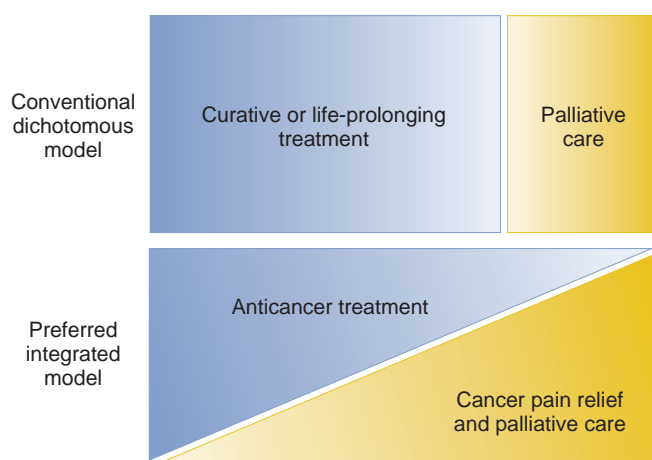 Conventional
dichotomous
model
Curative or life-prolonging
treatment
Palliative
care
Preferred
integrated
model
Anticancer treatment
Cancer pain relief
and palliative care